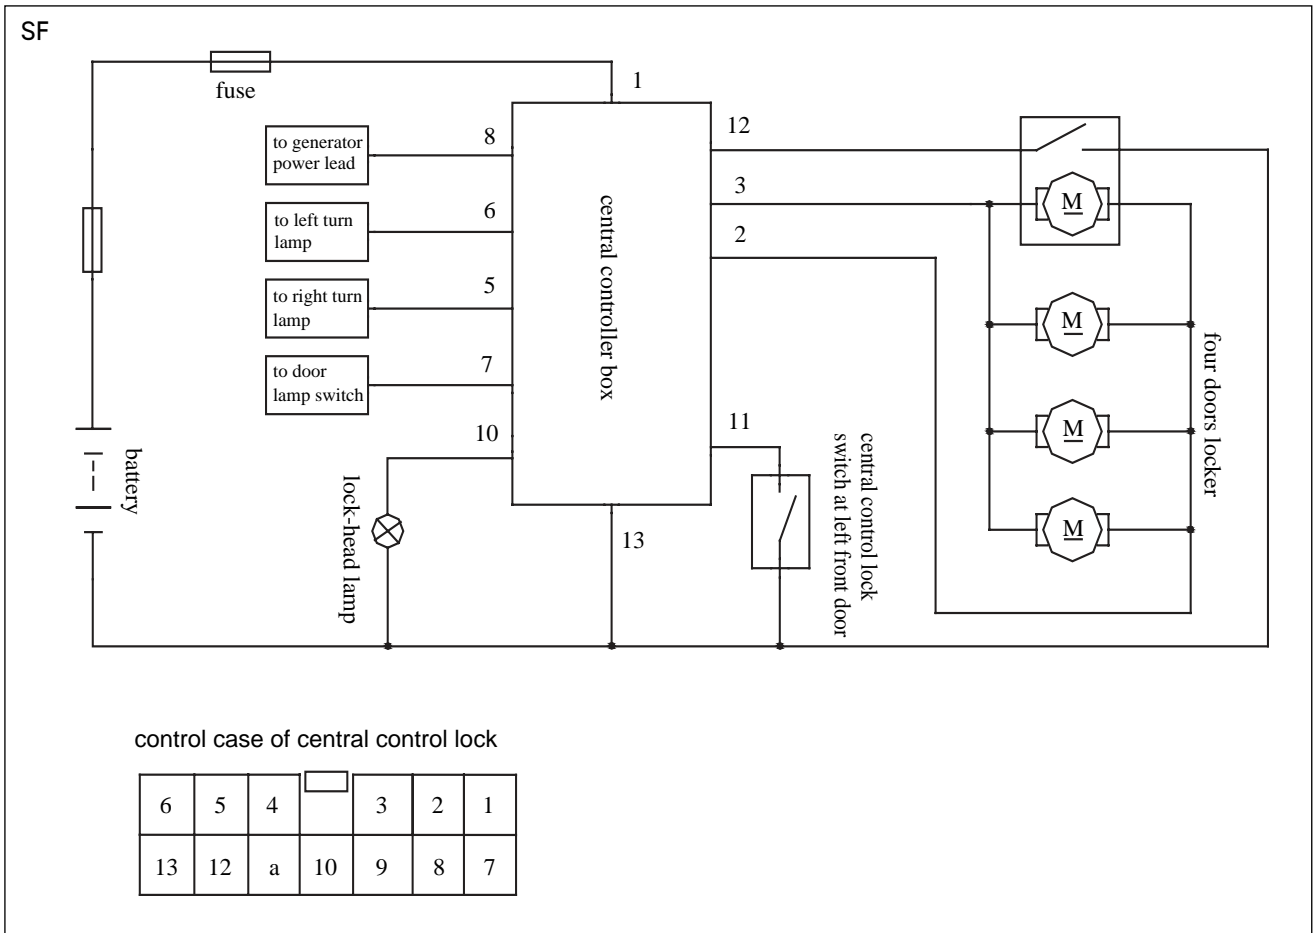 SF
fuse
1
8
to generator
power lead
6
to left turn
lamp
5
to right turn
lamp
7
to door
lamp switch
10
lock-head lamp
battery
central controller box
12
3
2
11
13
central control lock
switch at left front door
M
M
M
M
four doors locker
control case of central control lock
6 5 4 3 2 1
13 12 a 10 9 8 7